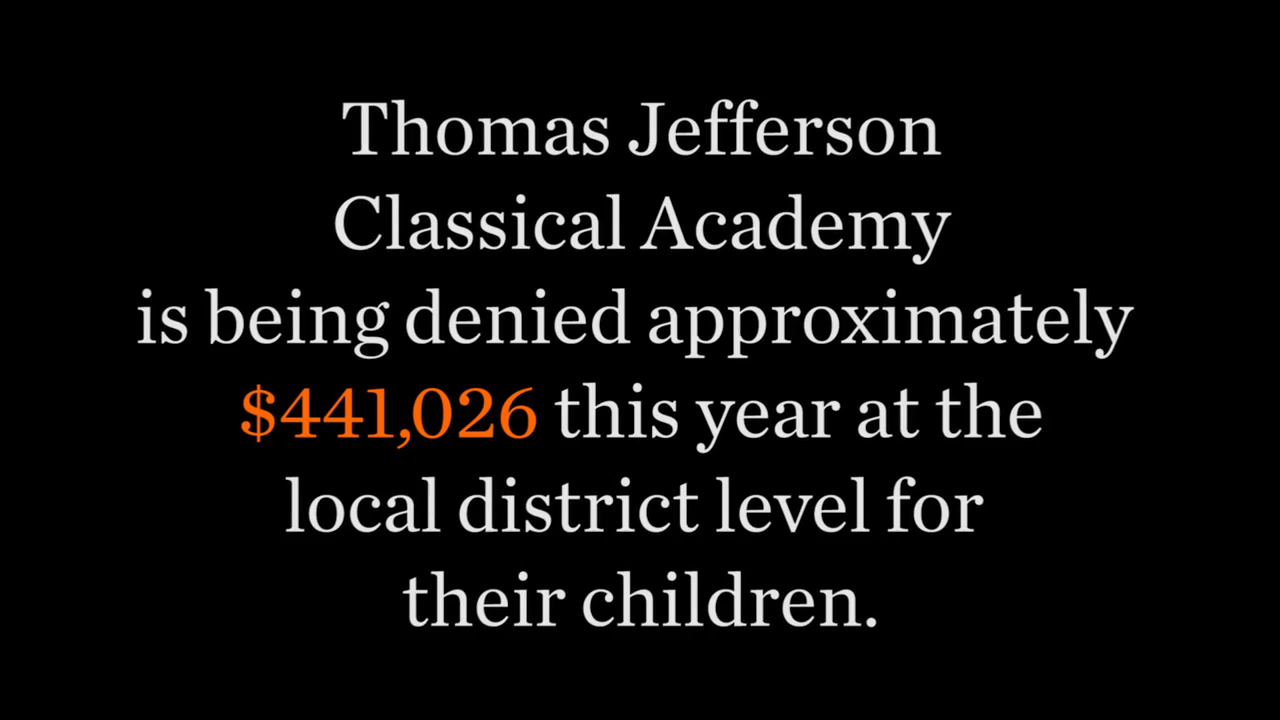 Thomas Jefferson
Classical Academy
is being denied approximately
$441,026 this year at the
local district level for
their children.